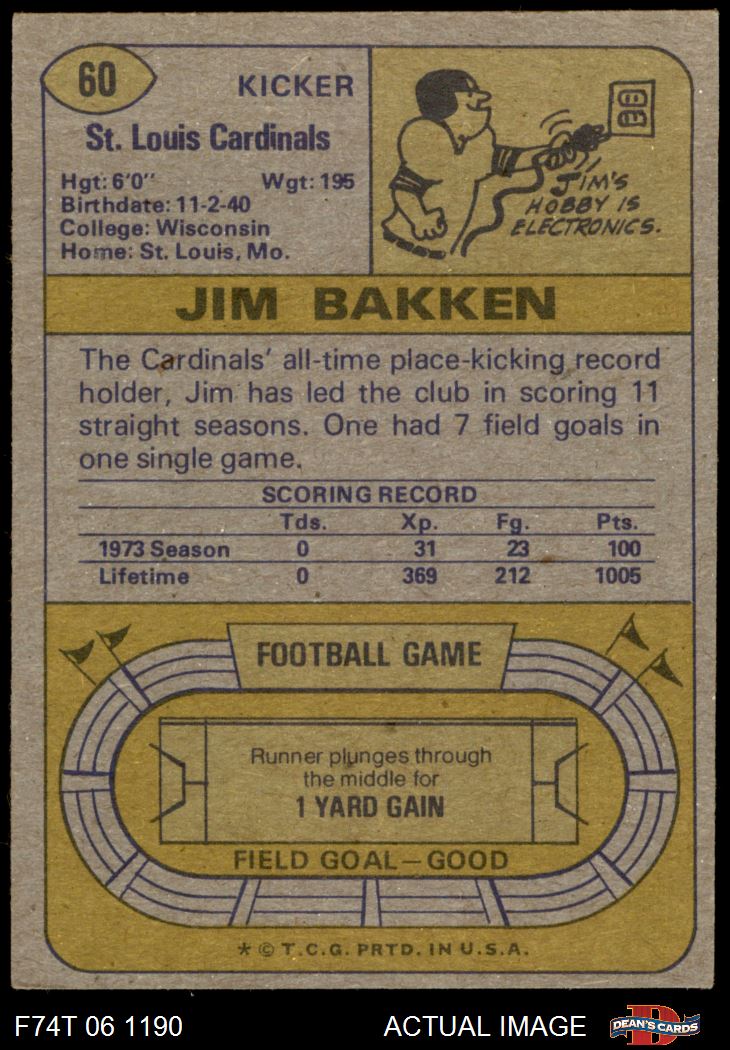 60
KICKER
St. Louis Cardinals
Hgt: 6'0" Wgt: 195
Birthdate: 11-2-40
College: Wisconsin
Home: St. Louis, Mo.
JIM'S
HOBBY IS
ELECTRONICS.
JIM BAKKEN
The Cardinals' all-time place-kicking record
holder, Jim has led the club in scoring 11
straight seasons. One had 7 field goals in
one single game.
SCORING RECORD
Tds. Xp. Fg. Pts.
1973 Season 0 31 23 100
Lifetime 0 369 212 1005
FOOTBALL GAME
Runner plunges through
the middle for
1 YARD GAIN
FIELD GOAL—GOOD
* © T.C.G. PRTD. IN U.S.A.
F74T 06 1190 ACTUAL IMAGE
D
DEAN'S CARDS